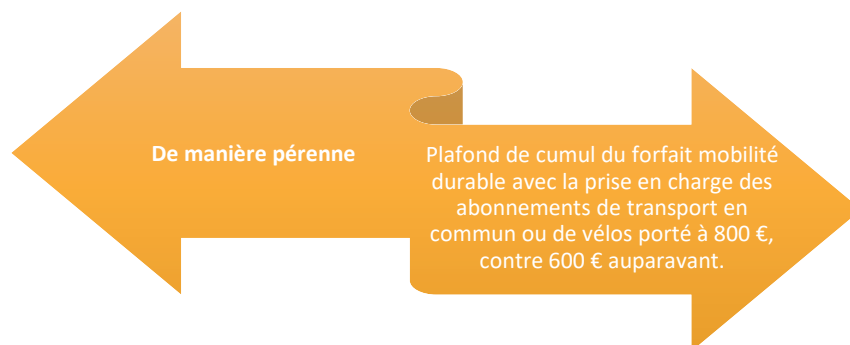 De manière pérenne
Plafond de cumul du forfait mobilité
durable avec la prise en charge des
abonnements de transport en
commun ou de vélos porté à 800 €,
contre 600 € auparavant.